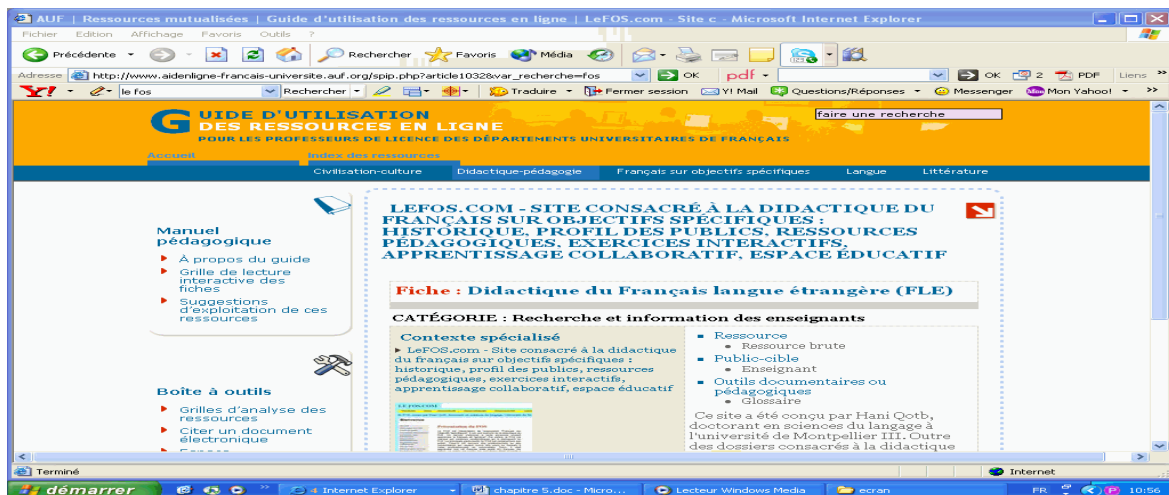 AUF | Ressources mutualisées | Guide d'utilisation des ressources en ligne | LeFOS.com - Site c - Microsoft Internet Explorer
Fichier Edition Affichage Favoris Outils ?
Précédente Rechercher Favoris Média
Adresse http://www.aidenligne-francais-universite.auf.org/spip.php?article1032&var_recherche=fos OK pdf OK 2 PDF Liens »
Y! le fos Rechercher Traduire Fermer session Y! Mail Questions/Réponses Messenger Mon Yahoo! »
GUIDE D'UTILISATION
DES RESSOURCES EN LIGNE
POUR LES PROFESSEURS DE LICENCE DES DÉPARTEMENTS UNIVERSITAIRES DE FRANÇAIS
faire une recherche
Accueil Index des ressources
Civilisation-culture Didactique-pédagogie Français sur objectifs spécifiques Langue Littérature
Manuel
pédagogique
À propos du guide
Grille de lecture
interactive des
fiches
Suggestions
d'exploitation de ces
ressources
Boîte à outils
Grilles d'analyse des
ressources
Citer un document
électronique
LEFOS.COM - SITE CONSACRÉ À LA DIDACTIQUE DU
FRANÇAIS SUR OBJECTIFS SPÉCIFIQUES :
HISTORIQUE, PROFIL DES PUBLICS, RESSOURCES
PÉDAGOGIQUES, EXERCICES INTERACTIFS,
APPRENTISSAGE COLLABORATIF, ESPACE ÉDUCATIF
Fiche : Didactique du Français langue étrangère (FLE)
CATÉGORIE : Recherche et information des enseignants
Contexte spécialisé
LeFOS.com - Site consacré à la didactique
du français sur objectifs spécifiques :
historique, profil des publics, ressources
pédagogiques, exercices interactifs,
apprentissage collaboratif, espace éducatif
Ressource
Ressource brute
Public-cible
Enseignant
Outils documentaires ou
pédagogiques
Glossaire
Ce site a été conçu par Hani Qotb,
doctorant en sciences du langage à
l'université de Montpellier III. Outre
des dossiers consacrés à la didactique
Terminé Internet
démarrer » 4 Internet Explorer chapitre 5.doc - Micro... Lecteur Windows Media ecran FR 10:56